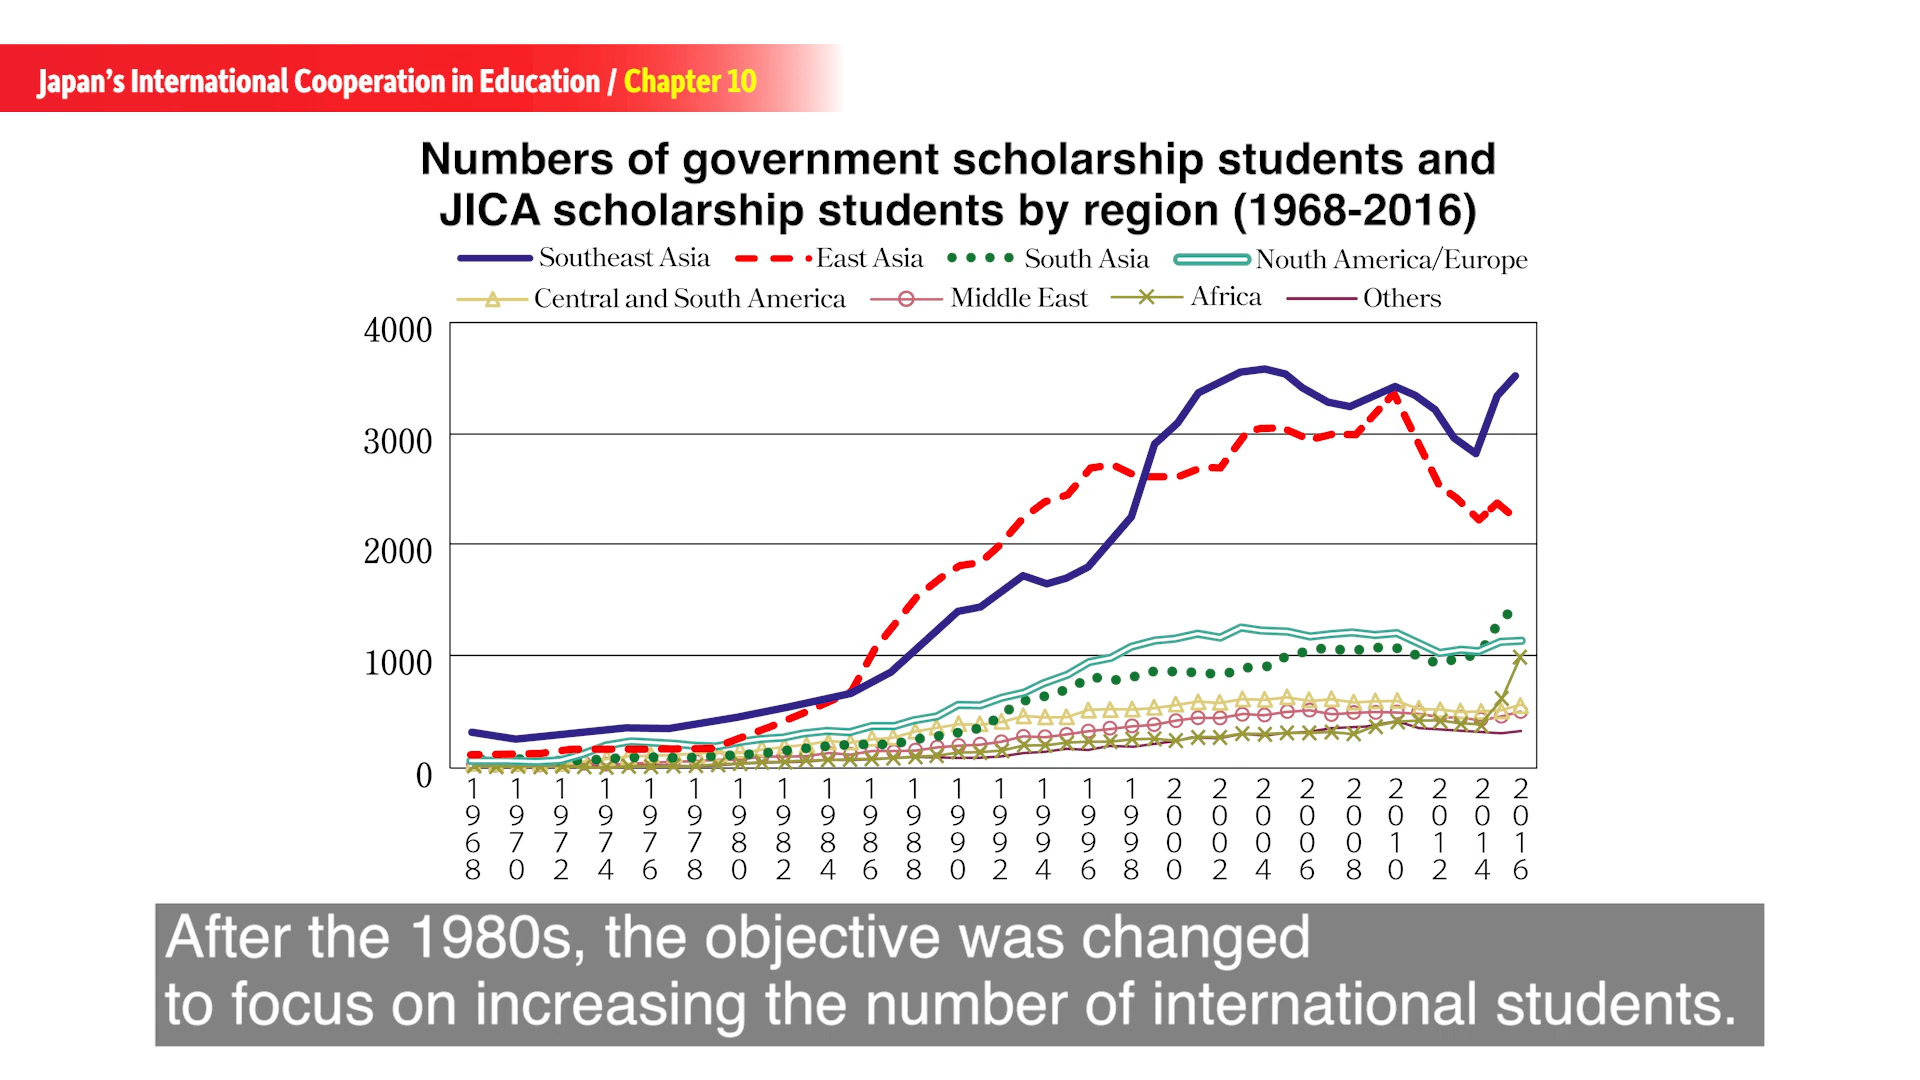 Japan's International Cooperation in Education / Chapter 10
Numbers of government scholarship students and
JICA scholarship students by region (1968-2016)
Southeast Asia East Asia South Asia Nouth America/Europe
Central and South America Middle East Africa Others
4000
3000
2000
1000
0
1968 1970 1972 1974 1976 1978 1980 1982 1984 1986 1988 1990 1992 1994 1996 1998 2000 2002 2004 2006 2008 2010 2012 2014 2016
After the 1980s, the objective was changed
to focus on increasing the number of international students.